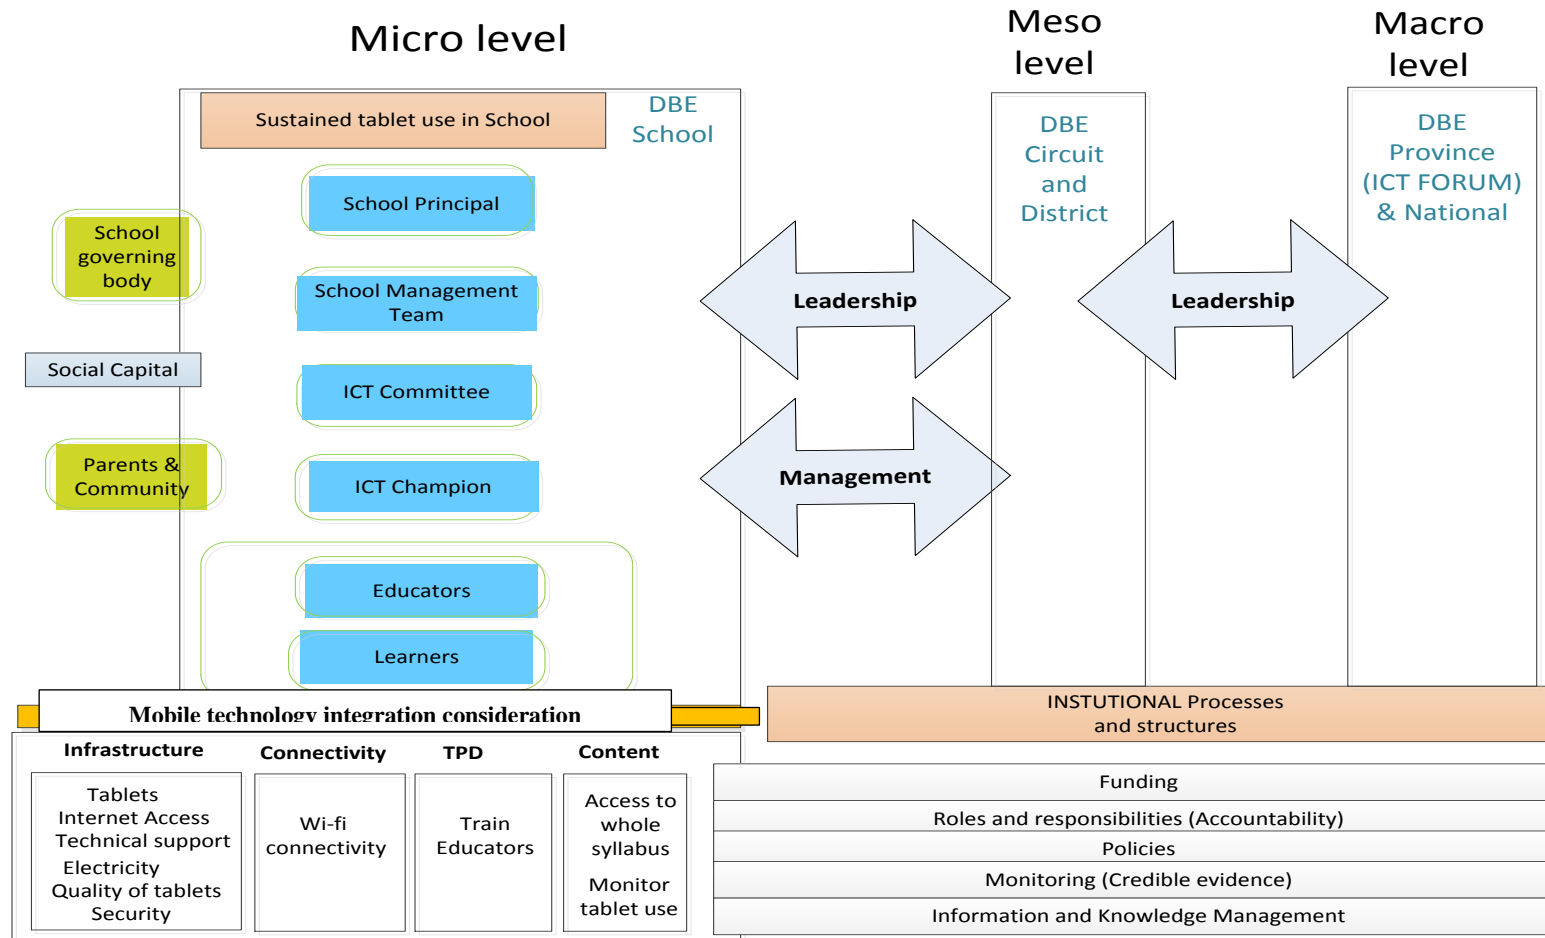 Micro level
Meso
level
Macro
level
Sustained tablet use in School
DBE
School
DBE
Circuit
and
District
DBE
Province
(ICT FORUM)
& National
School Principal
School
governing
body
School Management
Team
Leadership
Leadership
Social Capital
ICT Committee
Parents &
Community
ICT Champion
Management
Educators
Learners
Mobile technology integration consideration
INSTUTIONAL Processes
and structures
Infrastructure
Tablets
Internet Access
Technical support
Electricity
Quality of tablets
Security
Connectivity
Wi-fi
connectivity
TPD
Train
Educators
Content
Access to
whole
syllabus
Monitor
tablet use
Funding
Roles and responsibilities (Accountability)
Policies
Monitoring (Credible evidence)
Information and Knowledge Management